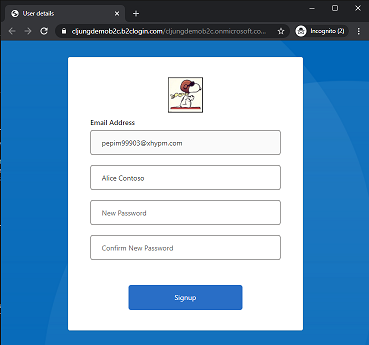 User details
cljungdemob2c.b2clogin.com/cljungdemob2c.onmicrosoft.co...
Incognito (2)
Email Address
pepim99903@xhypm.com
Alice Contoso
New Password
Confirm New Password
Signup